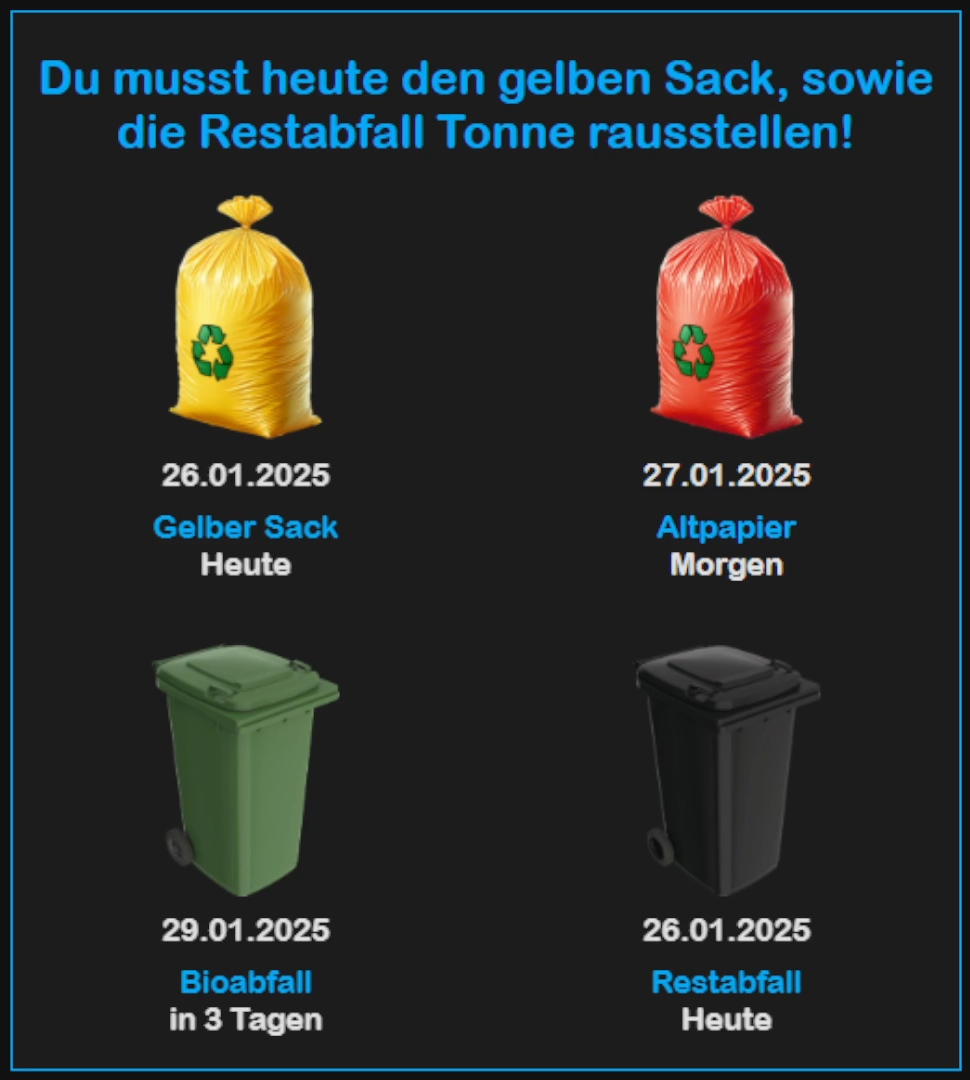 Du musst heute den gelben Sack, sowie
die Restabfall Tonne rausstellen!
26.01.2025
Gelber Sack
Heute
27.01.2025
Altpapier
Morgen
29.01.2025
Bioabfall
in 3 Tagen
26.01.2025
Restabfall
Heute